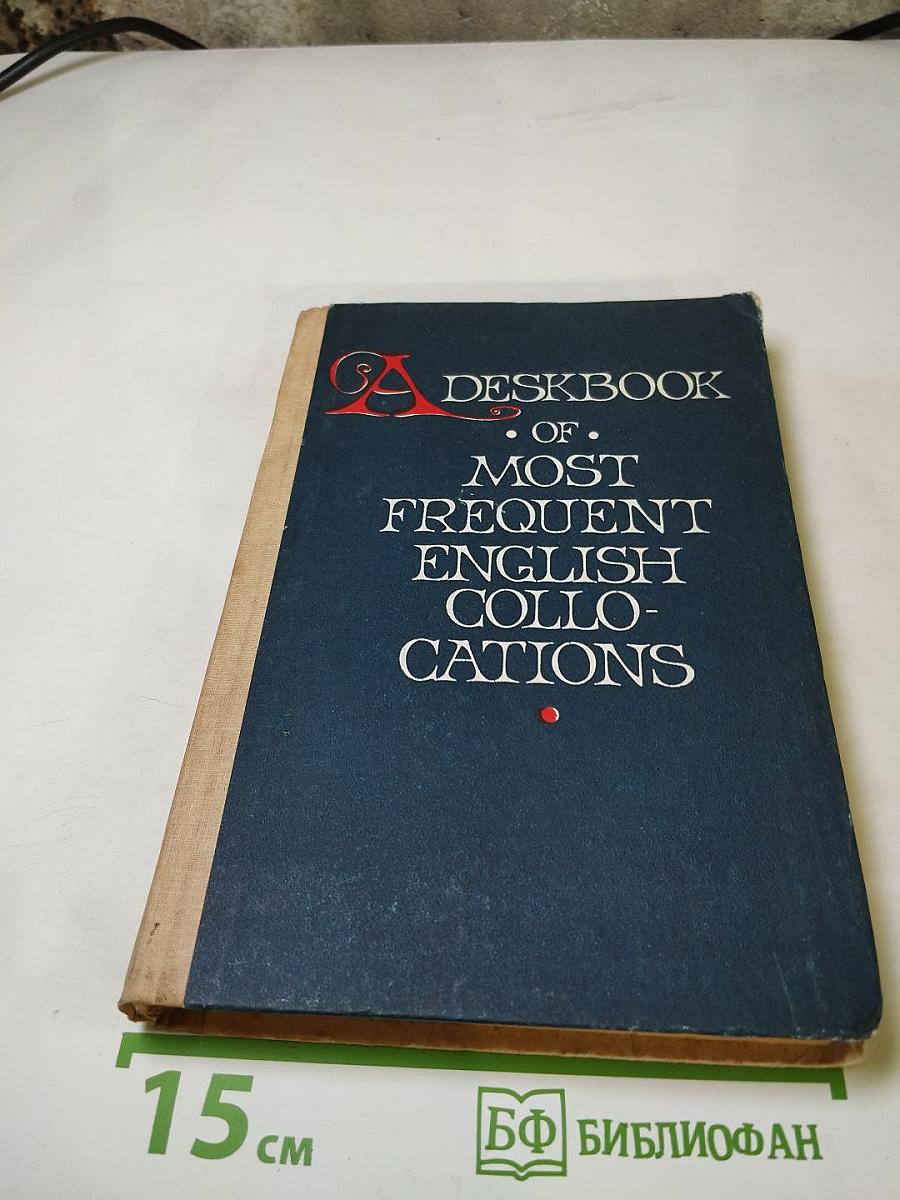 A DESKBOOK
• OF •
MOST
FREQUENT
ENGLISH
COLLO-
CATIONS
15 см
БФ БИБЛИОФАН